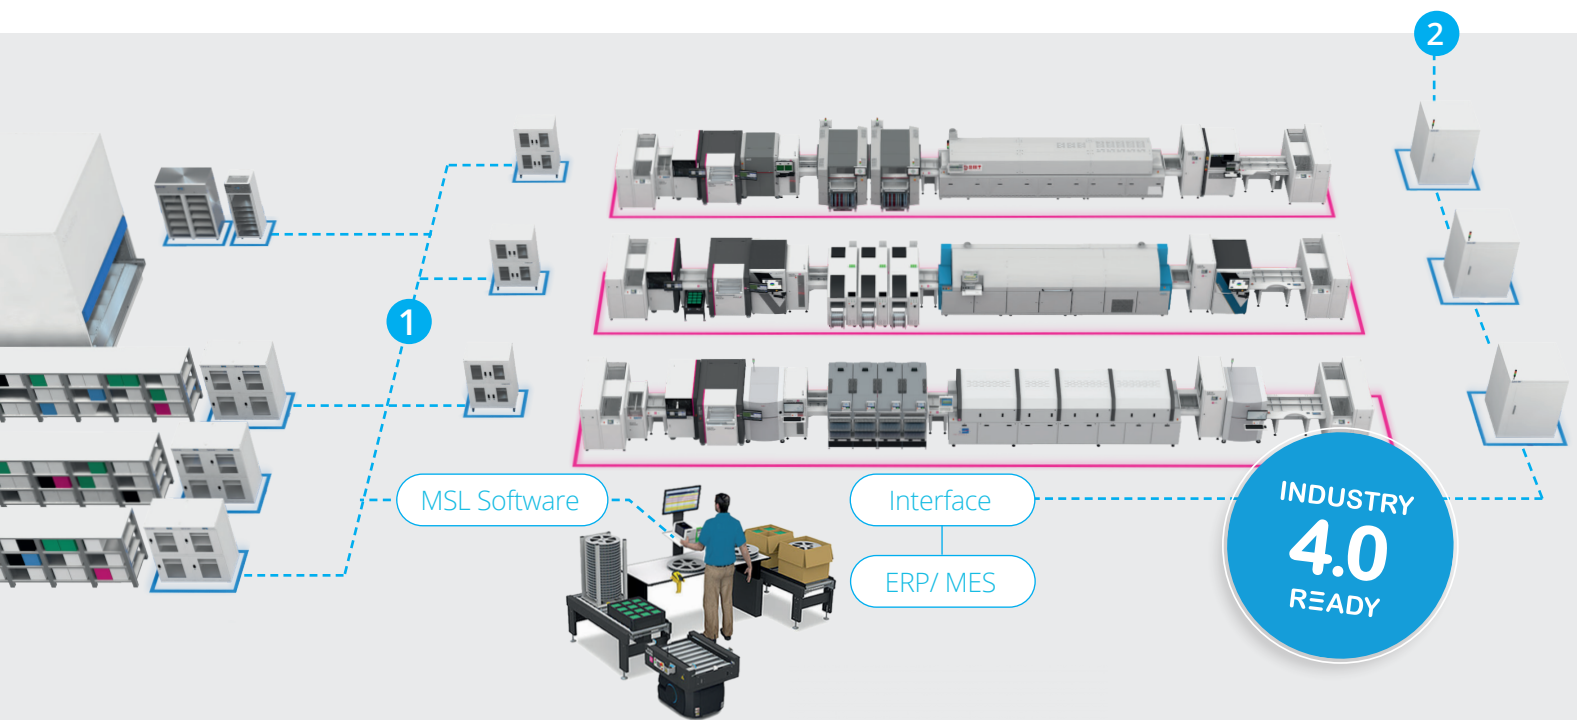 2
1
MSL Software
Interface
ERP/ MES
INDUSTRY
4.0
READY